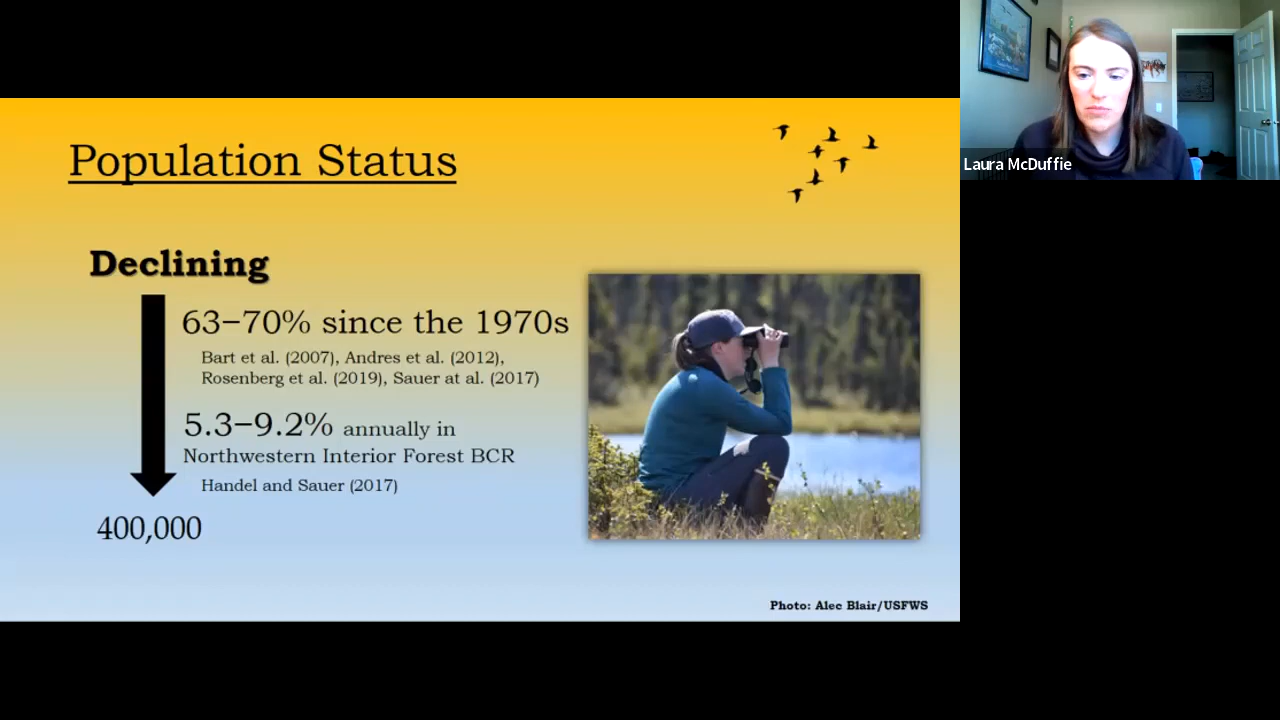 Population Status
Declining
63–70% since the 1970s
Bart et al. (2007), Andres et al. (2012),
Rosenberg et al. (2019), Sauer at al. (2017)
5.3–9.2% annually in
Northwestern Interior Forest BCR
Handel and Sauer (2017)
400,000
Photo: Alec Blair/USFWS
Laura McDuffie